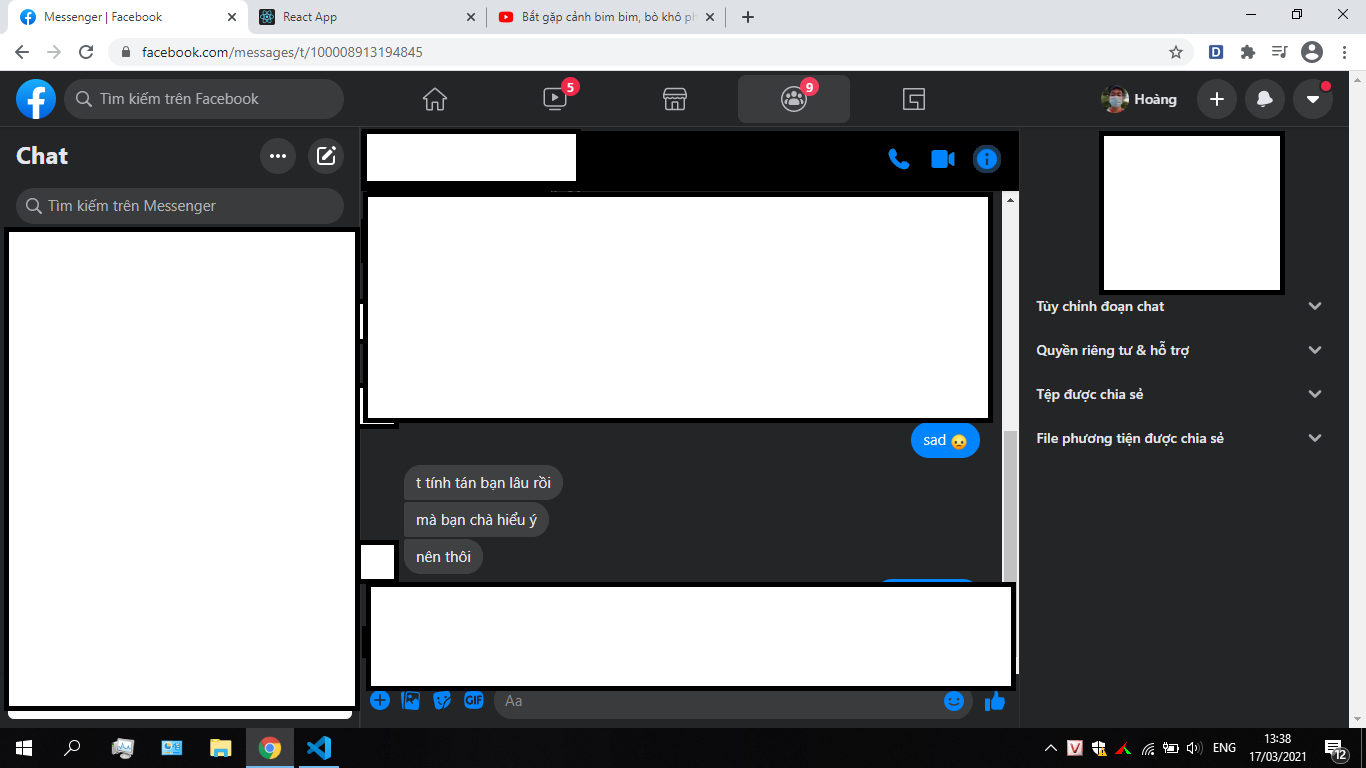 Messenger | Facebook
React App
Bắt gặp cảnh bim bim, bò khô ph
facebook.com/messages/t/100008913194845
Tìm kiếm trên Facebook
5
9
Hoàng
Chat
Tìm kiếm trên Messenger
Tùy chỉnh đoạn chat
Quyền riêng tư & hỗ trợ
Tệp được chia sẻ
File phương tiện được chia sẻ
sad
t tính tán bạn lâu rồi
mà bạn chả hiểu ý
nên thôi
GIF
Aa
ENG
13:38
17/03/2021
12